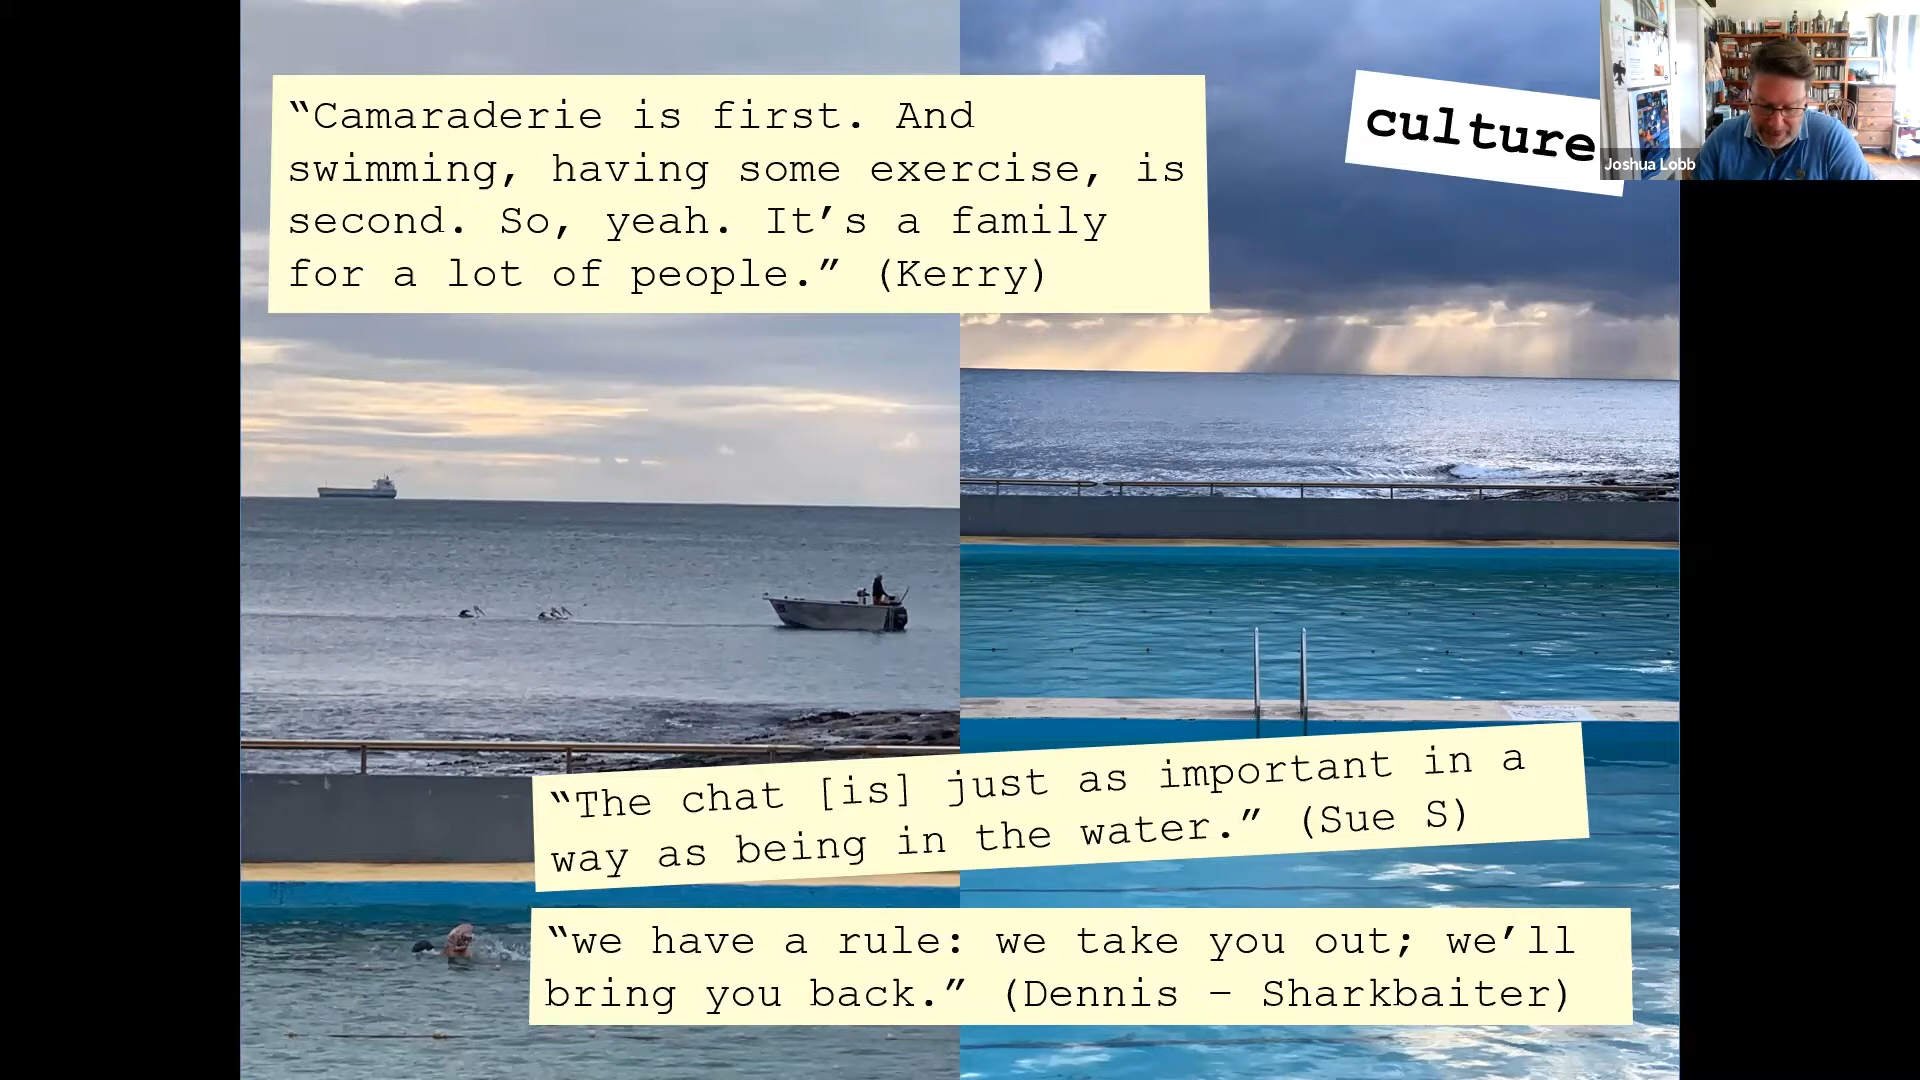 “Camaraderie is first. And
swimming, having some exercise, is
second. So, yeah. It’s a family
for a lot of people.” (Kerry)
culture
Joshua Lobb
“The chat [is] just as important in a
way as being in the water.” (Sue S)
“we have a rule: we take you out; we’ll
bring you back.” (Dennis – Sharkbaiter)